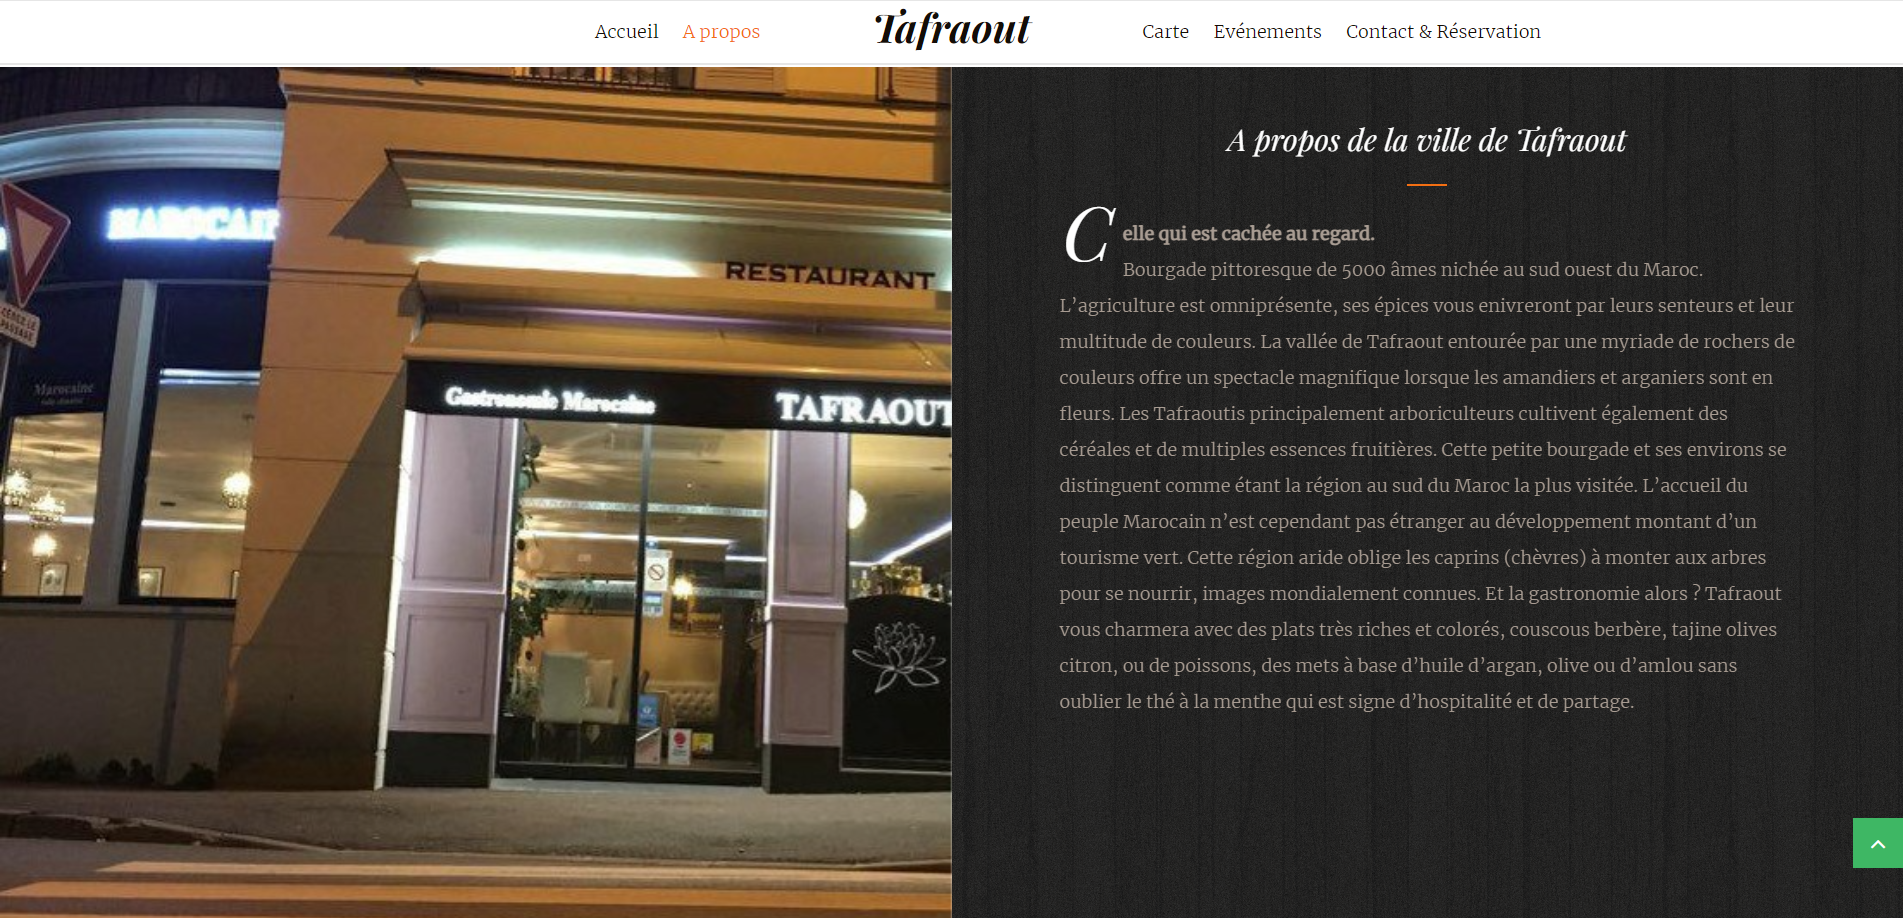 Accueil A propos Tafraout Carte Evénements Contact & Réservation
MAROCAIN
CÉDEZ LE
PASSAGE
Marocaine
RESTAURANT
Gastronomie Marocaine
TAFRAOUT
A propos de la ville de Tafraout
Celle qui est cachée au regard.
Bourgade pittoresque de 5000 âmes nichée au sud ouest du Maroc.
L’agriculture est omniprésente, ses épices vous enivreront par leurs senteurs et leur
multitude de couleurs. La vallée de Tafraout entourée par une myriade de rochers de
couleurs offre un spectacle magnifique lorsque les amandiers et arganiers sont en
fleurs. Les Tafraoutis principalement arboriculteurs cultivent également des
céréales et de multiples essences fruitières. Cette petite bourgade et ses environs se
distinguent comme étant la région au sud du Maroc la plus visitée. L’accueil du
peuple Marocain n’est cependant pas étranger au développement montant d’un
tourisme vert. Cette région aride oblige les caprins (chèvres) à monter aux arbres
pour se nourrir, images mondialement connues. Et la gastronomie alors ? Tafraout
vous charmera avec des plats très riches et colorés, couscous berbère, tajine olives
citron, ou de poissons, des mets à base d’huile d’argan, olive ou d’amlou sans
oublier le thé à la menthe qui est signe d’hospitalité et de partage.